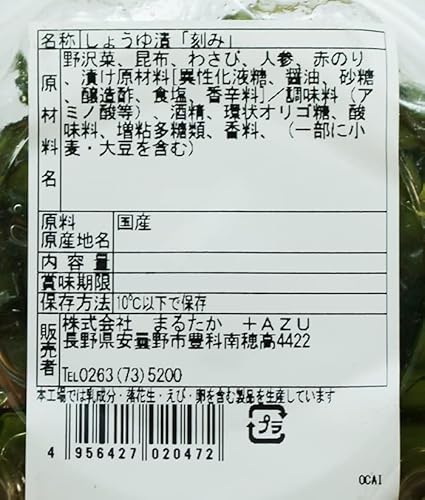 名称 しょうゆ漬「刻み」
原材料名 野沢菜、昆布、わさび、人参、赤のり
、漬け原材料[異性化液糖、醤油、砂糖
、醸造酢、食塩、香辛料]／調味料（ア
ミノ酸等）、酒精、環状オリゴ糖、酸
味料、増粘多糖類、香料、（一部に小
麦・大豆を含む）
原料原産地名 国産
内容量
賞味期限
保存方法 10℃以下で保存
販売者 株式会社 まるたか +AZU
長野県安曇野市豊科南穂高4422
TEL0263(73)5200
本工場では乳成分・落花生・えび・卵を含む製品を生産しています
4 956427 020472
プラ
OCAI